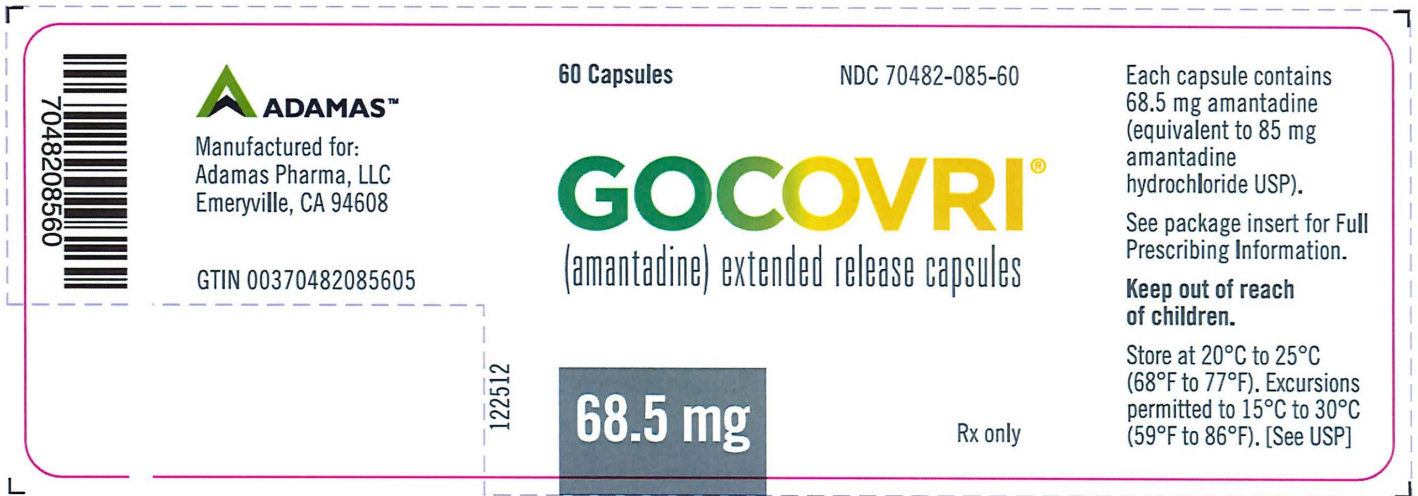 7048208560
ADAMAS™
Manufactured for:
Adamas Pharma, LLC
Emeryville, CA 94608
GTIN 00370482085605
122512
60 Capsules NDC 70482-085-60
GOCOVRI®
(amantadine) extended release capsules
68.5 mg
Rx only
Each capsule contains
68.5 mg amantadine
(equivalent to 85 mg
amantadine
hydrochloride USP).
See package insert for Full
Prescribing Information.
Keep out of reach
of children.
Store at 20°C to 25°C
(68°F to 77°F). Excursions
permitted to 15°C to 30°C
(59°F to 86°F). [See USP]